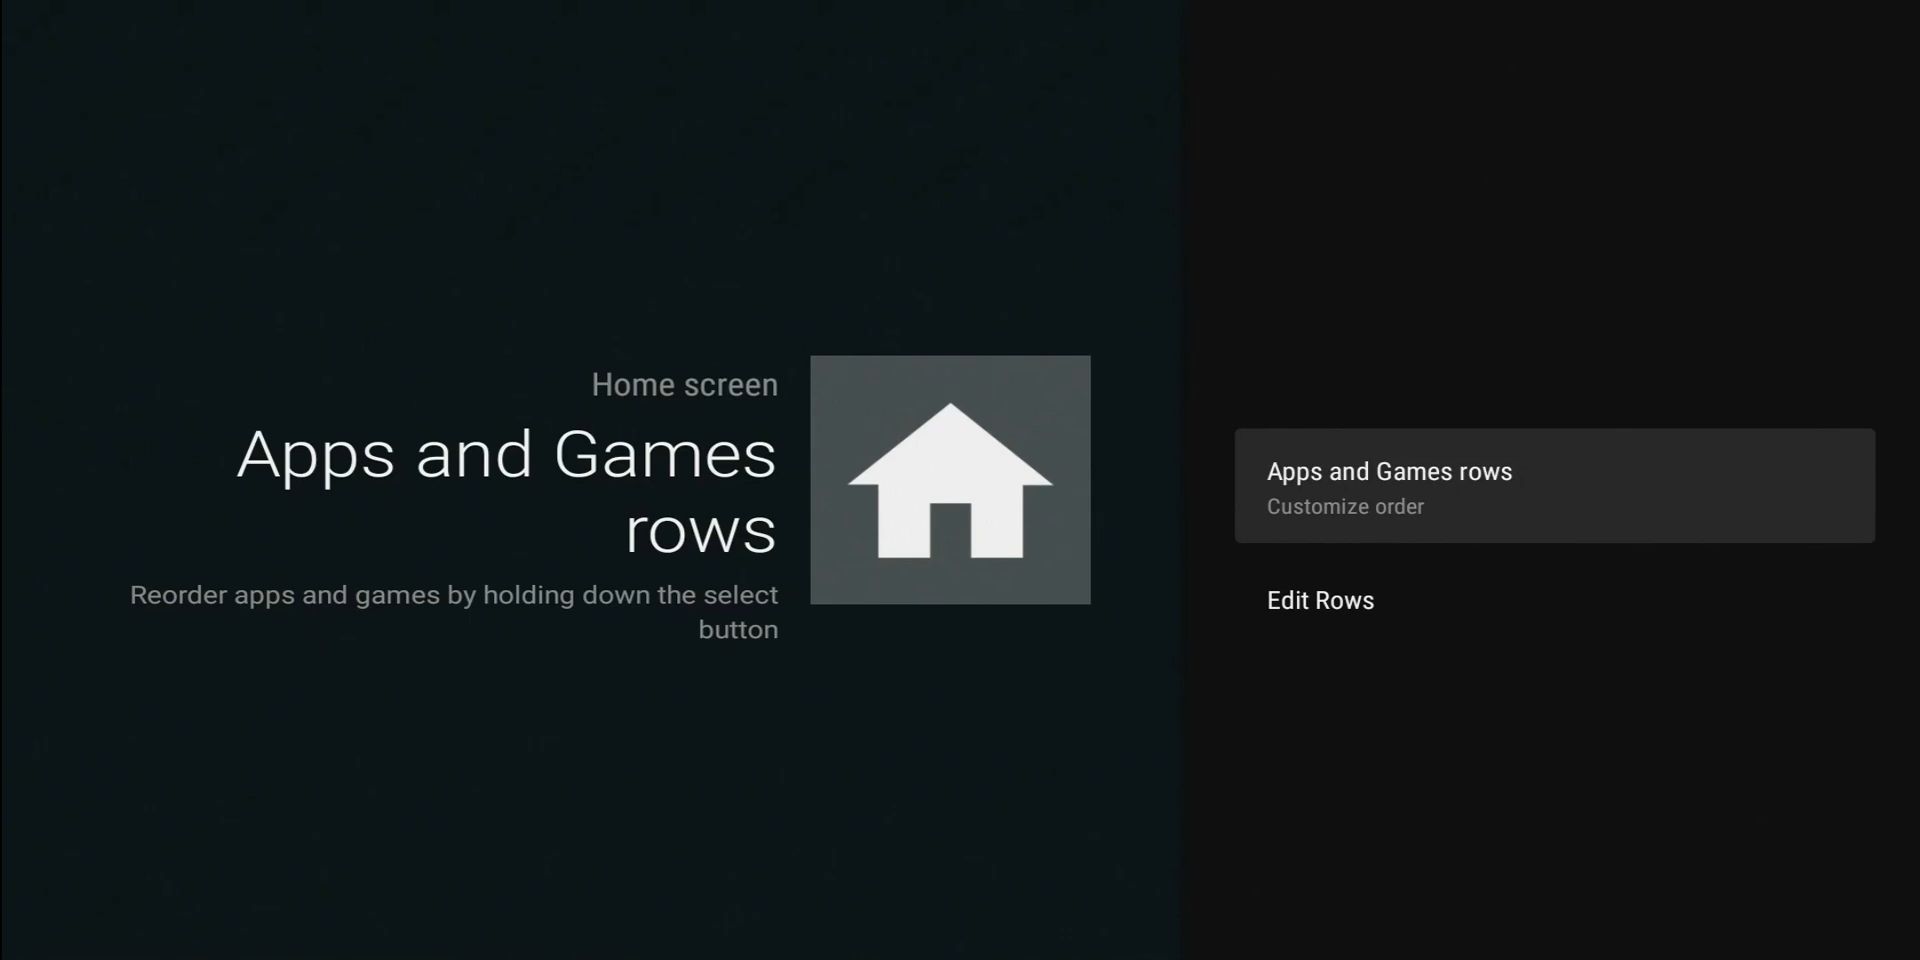 Home screen
Apps and Games
rows
Reorder apps and games by holding down the select
button
Apps and Games rows
Customize order
Edit Rows